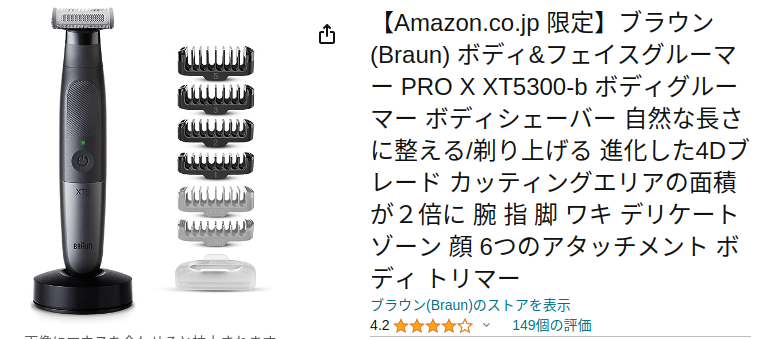 【Amazon.co.jp 限定】ブラウン
(Braun) ボディ&フェイスグルーマ
ー PRO X XT5300-b ボディグルー
マー ボディシェーバー 自然な長さ
に整える/剃り上げる 進化した4Dブ
レード カッティングエリアの面積
が２倍に 腕 指 脚 ワキ デリケート
ゾーン 顔 6つのアタッチメント ボ
ディ トリマー
ブラウン(Braun)のストアを表示
4.2 149個の評価
5
3
2
1
XT5
BRAUN